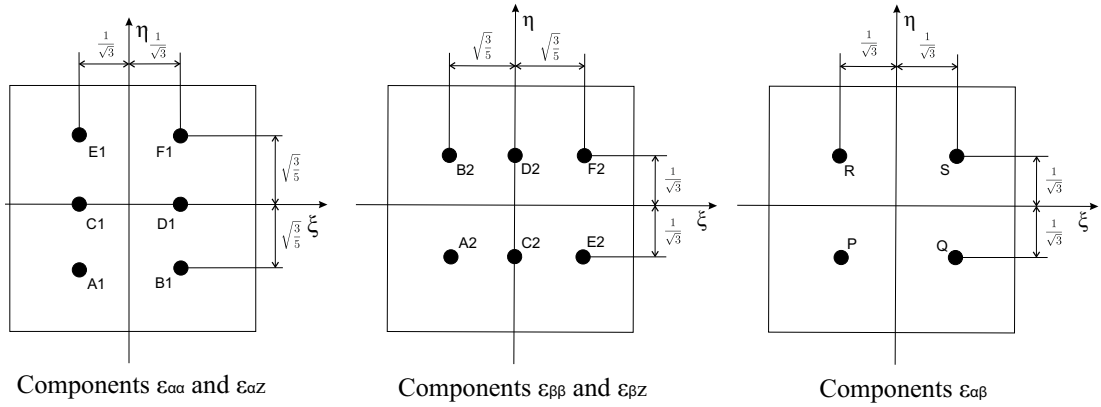 η
1/√3 1/√3
E1 F1
√3/5
C1 D1
ξ
√3/5
A1 B1
Components εαα and εαz
η
√3/5 √3/5
B2 D2 F2
1/√3
ξ
1/√3
A2 C2 E2
Components εββ and εβz
η
1/√3 1/√3
R S
1/√3
ξ
1/√3
P Q
Components εαβ